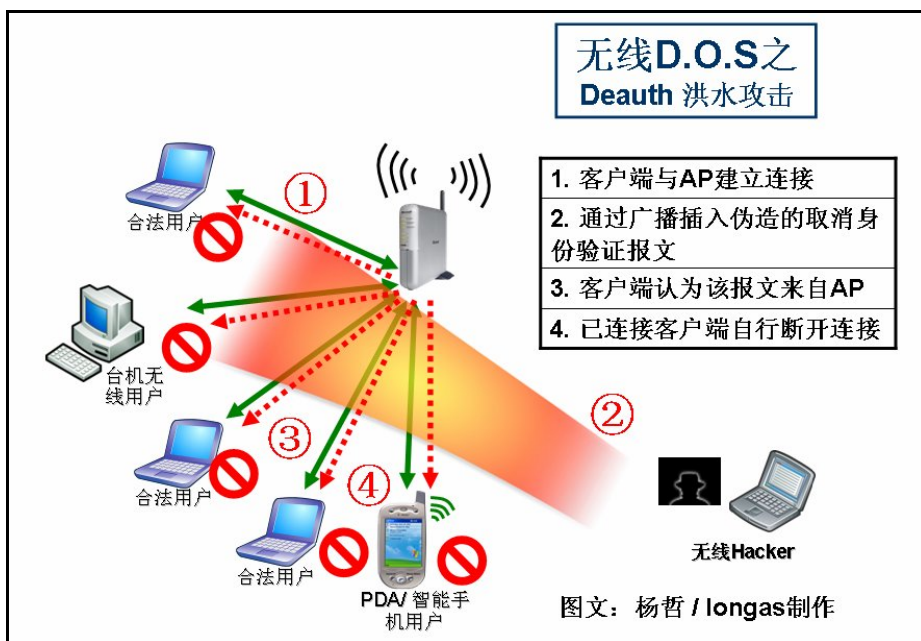 无线D.O.S之
Deauth 洪水攻击
1. 客户端与AP建立连接
2. 通过广播插入伪造的取消身
份验证报文
3. 客户端认为该报文来自AP
4. 已连接客户端自行断开连接
①
合法用户
台机无
线用户
②
③
合法用户
④
合法用户
PDA/ 智能手
机用户
无线Hacker
图文：杨哲 / longas制作